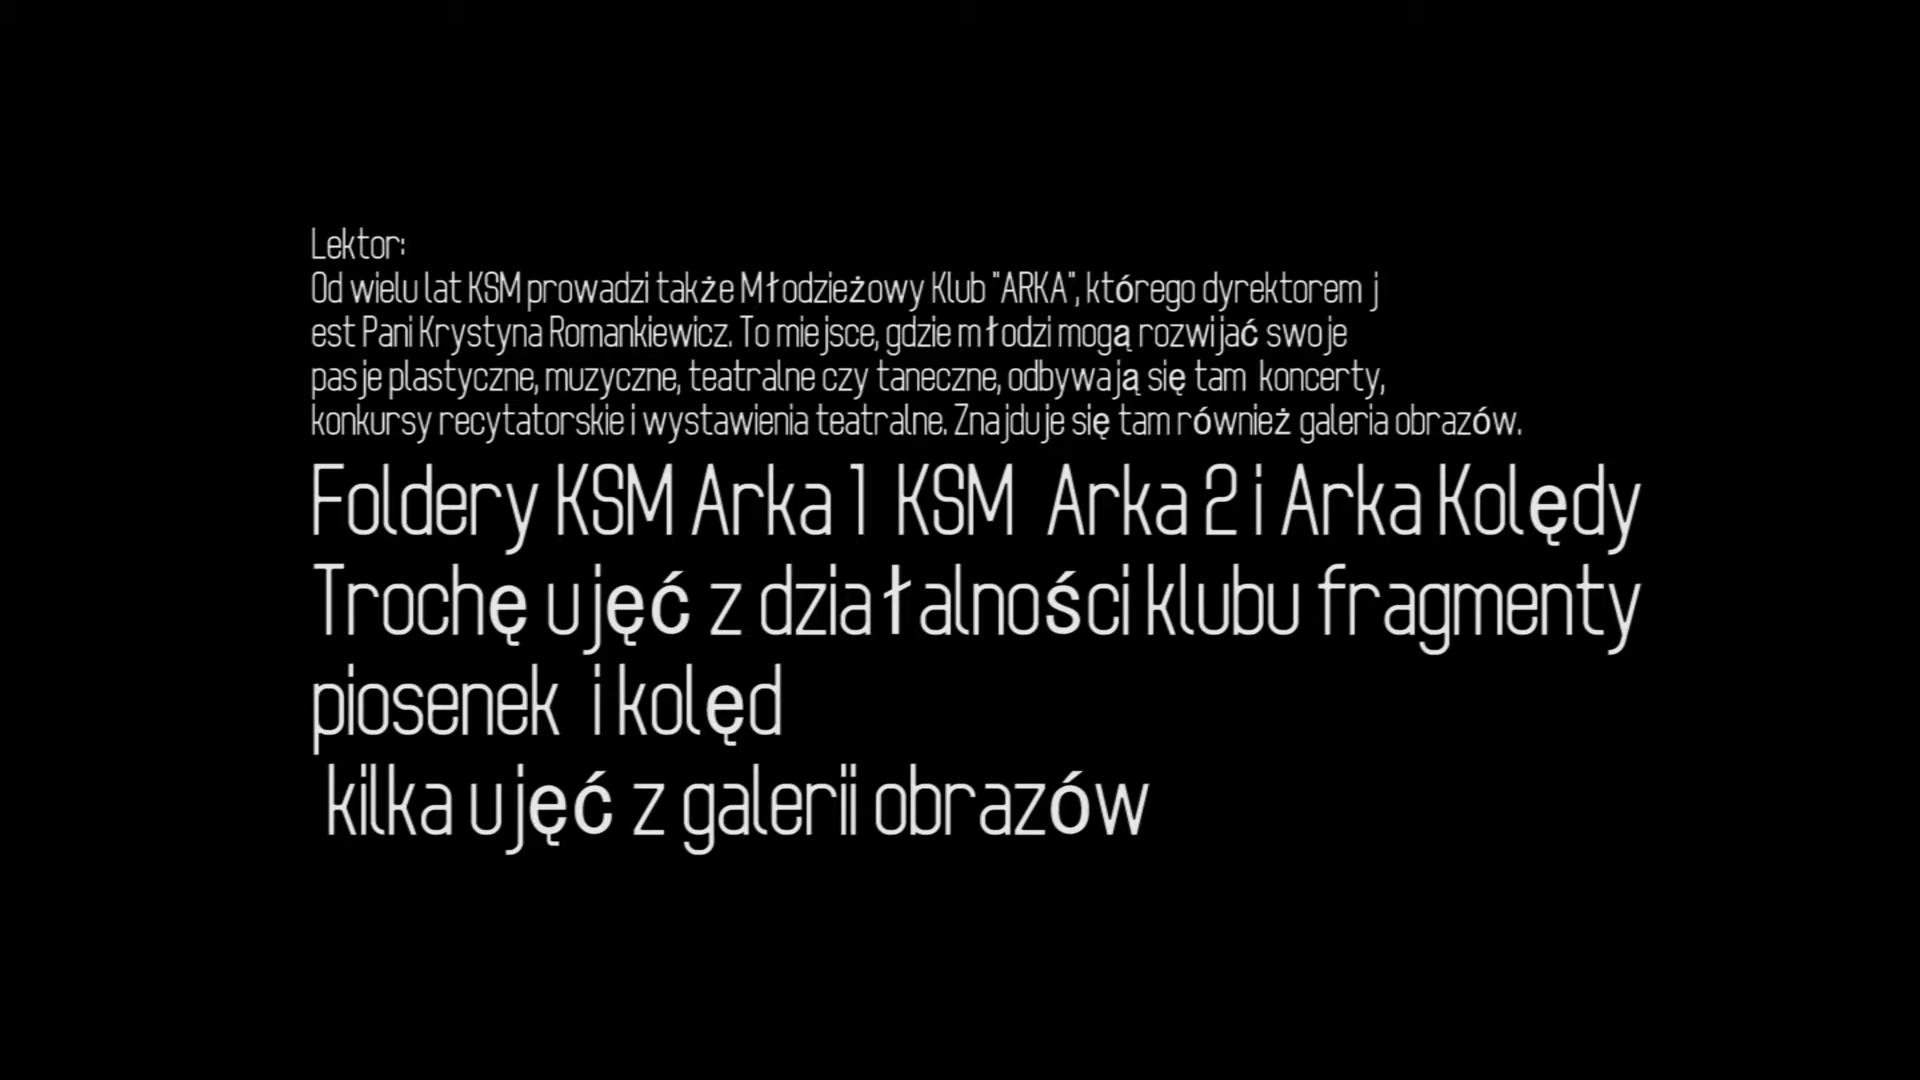 Lektor:
Od wielu lat KSM prowadzi także Młodzieżowy Klub "ARKA", którego dyrektorem j
est Pani Krystyna Romankiewicz. To miejsce, gdzie młodzi mogą rozwijać swoje
pasje plastyczne, muzyczne, teatralne czy taneczne, odbywają się tam koncerty,
konkursy recytatorskie i wystawienia teatralne. Znajduje się tam również galeria obrazów.
Foldery KSM Arka 1 KSM Arka 2 i Arka Kolędy
Trochę ujęć z działalności klubu fragmenty
piosenek i kolęd
kilka ujęć z galerii obrazów